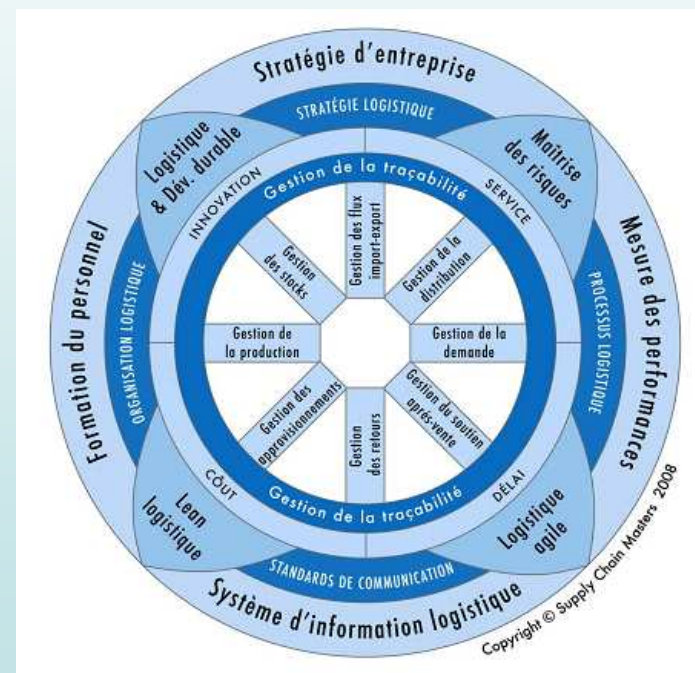 Stratégie d'entreprise
STRATÉGIE LOGISTIQUE
Logistique
& Dév. durable
Maîtrise
des risques
INNOVATION
SERVICE
Gestion de la traçabilité
Gestion des flux
import-export
Gestion
des stocks
Gestion de la
distribution
Formation du personnel
ORGANISATION LOGISTIQUE
Gestion de
la production
Gestion de la
demande
PROCESSUS LOGISTIQUE
Mesure des performances
Gestion des
approvisionnements
Gestion
des retours
Gestion du soutien
aprés-vente
Gestion de la traçabilité
CÔUT
DÉLAI
Lean
logistique
Logistique
agile
STANDARDS DE COMMUNICATION
Système d'information logistique
Copyright © Supply Chain Masters 2008